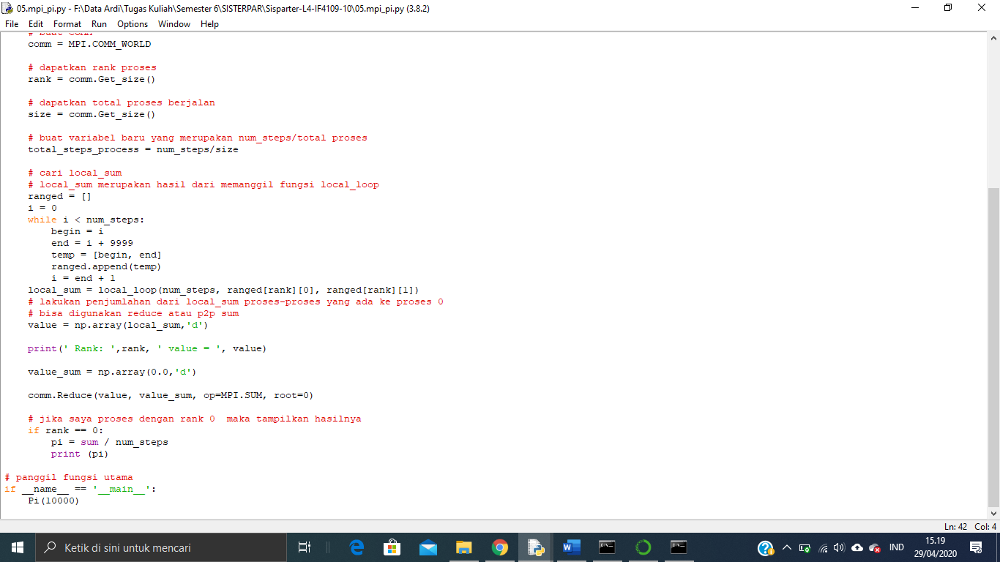 05.mpi_pi.py - F:\Data Ardi\Tugas Kuliah\Semester 6\SISTERPAR\Sisparter-L4-IF4109-10\05.mpi_pi.py (3.8.2)
File Edit Format Run Options Window Help
# buat COMM
comm = MPI.COMM_WORLD
# dapatkan rank proses
rank = comm.Get_size()
# dapatkan total proses berjalan
size = comm.Get_size()
# buat variabel baru yang merupakan num_steps/total proses
total_steps_process = num_steps/size
# cari local_sum
# local_sum merupakan hasil dari memanggil fungsi local_loop
ranged = []
i = 0
while i < num_steps:
begin = i
end = i + 9999
temp = [begin, end]
ranged.append(temp)
i = end + 1
local_sum = local_loop(num_steps, ranged[rank][0], ranged[rank][1])
# lakukan penjumlahan dari local_sum proses-proses yang ada ke proses 0
# bisa digunakan reduce atau p2p sum
value = np.array(local_sum,'d')
print(' Rank: ',rank, ' value = ', value)
value_sum = np.array(0.0,'d')
comm.Reduce(value, value_sum, op=MPI.SUM, root=0)
# jika saya proses dengan rank 0  maka tampilkan hasilnya
if rank == 0:
pi = sum / num_steps
print (pi)
# panggil fungsi utama
if __name__ == '__main__':
Pi(10000)
Ln: 42 Col: 4
Ketik di sini untuk mencari
IND
15.19
29/04/2020